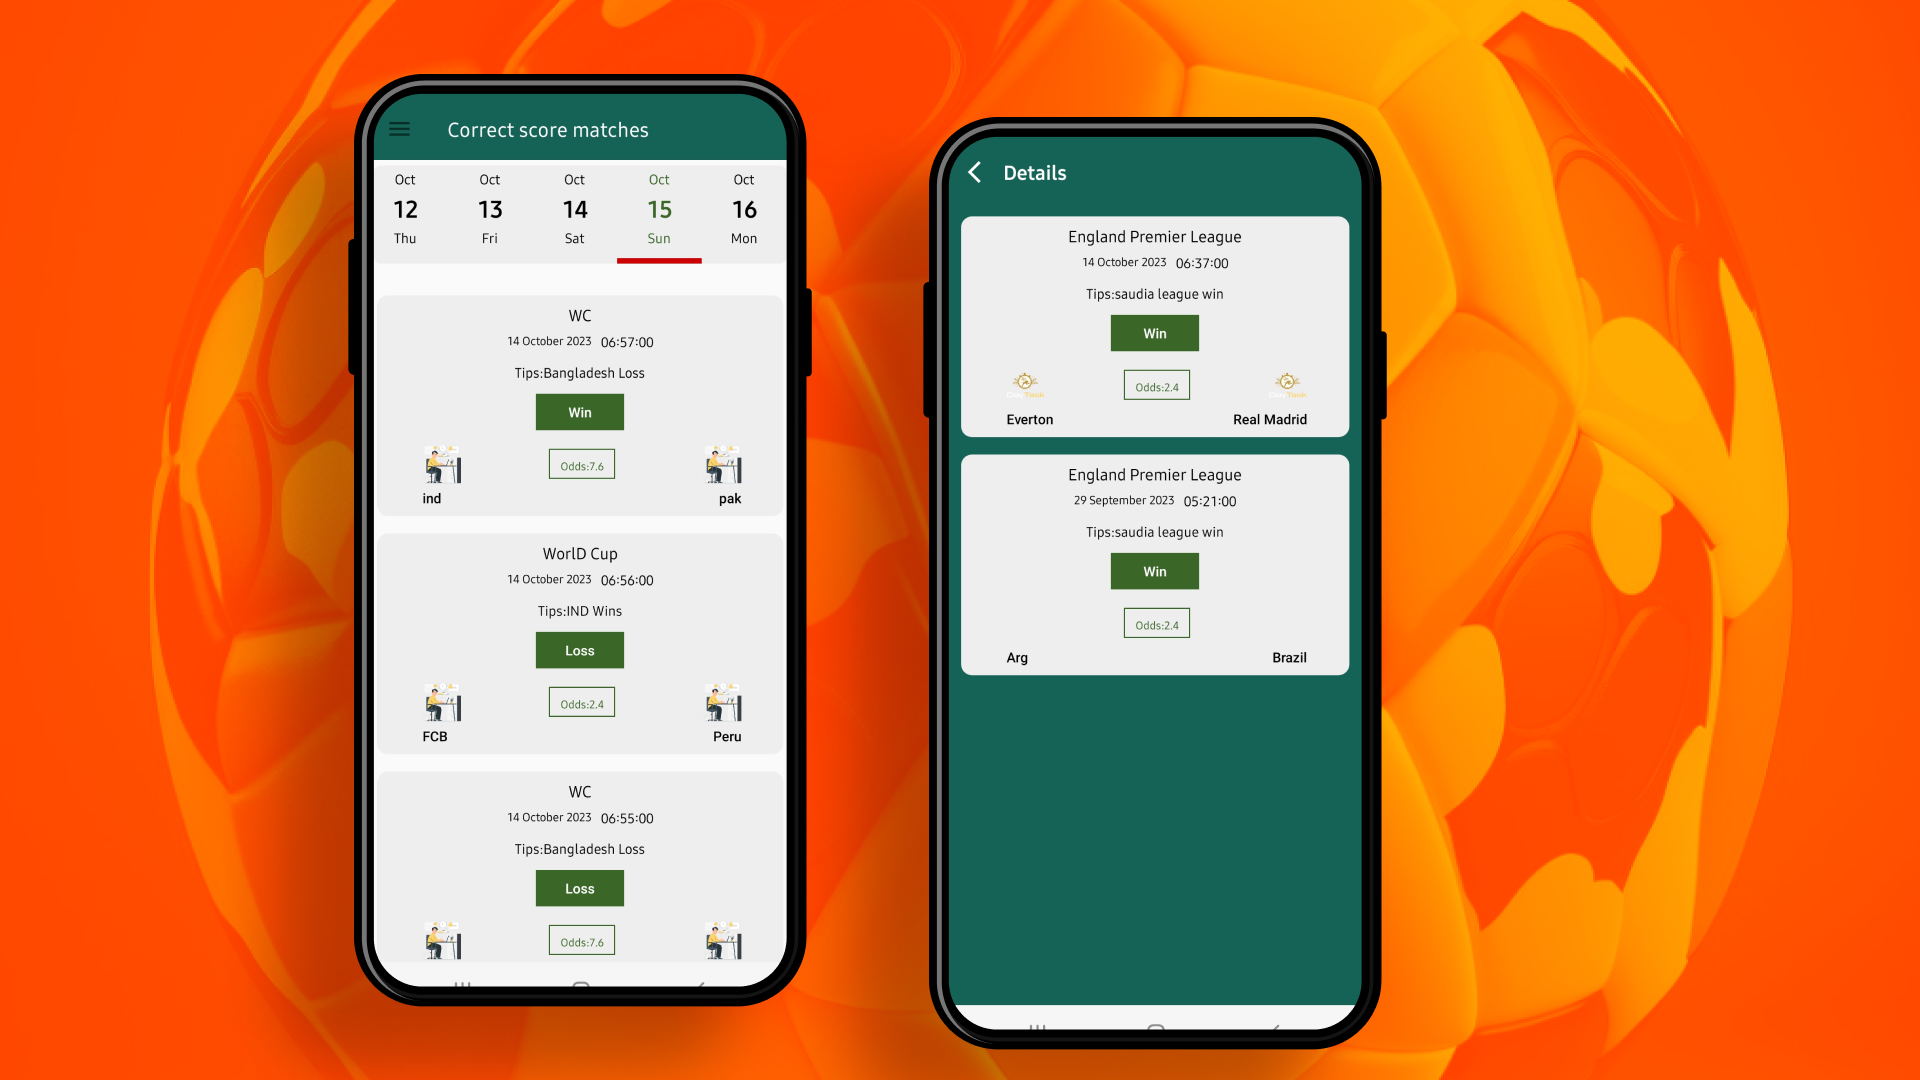 Correct score matches
Oct Oct Oct Oct Oct
12 13 14 15 16
Thu Fri Sat Sun Mon
WC
14 October 2023 06:57:00
Tips:Bangladesh Loss
Win
Odds:7.6
ind pak
WorlD Cup
14 October 2023 06:56:00
Tips:IND Wins
Loss
Odds:2.4
FCB Peru
WC
14 October 2023 06:55:00
Tips:Bangladesh Loss
Loss
Odds:7.6
Details
England Premier League
14 October 2023 06:37:00
Tips:saudia league win
Win
Odds:2.4
Everton Real Madrid
England Premier League
29 September 2023 05:21:00
Tips:saudia league win
Win
Odds:2.4
Arg Brazil